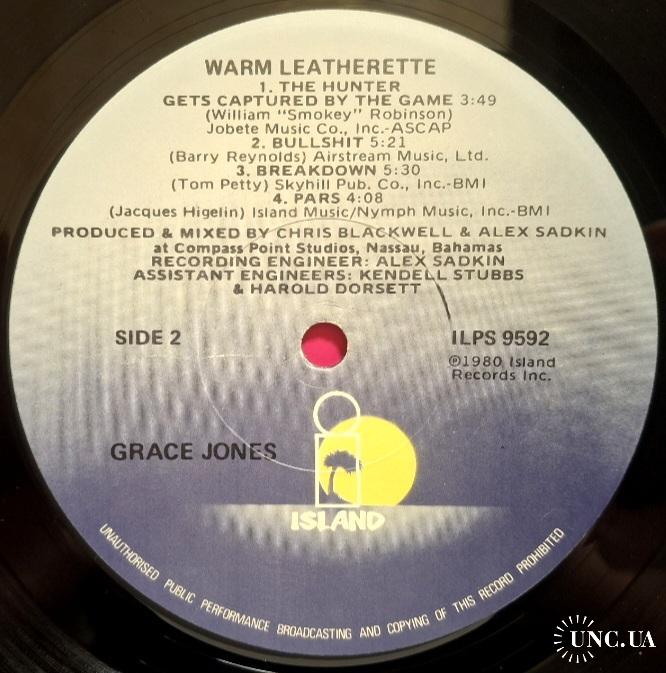 WARM LEATHERETTE
1. THE HUNTER
GETS CAPTURED BY THE GAME 3:49
(William "Smokey" Robinson)
Jobete Music Co., Inc.-ASCAP
2. BULLSHIT 5:21
(Barry Reynolds) Airstream Music, Ltd.
3. BREAKDOWN 5:30
(Tom Petty) Skyhill Pub. Co., Inc.-BMI
4. PARS 4:08
(Jacques Higelin) Island Music/Nymph Music, Inc.-BMI
PRODUCED & MIXED BY CHRIS BLACKWELL & ALEX SADKIN
at Compass Point Studios, Nassau, Bahamas
RECORDING ENGINEER: ALEX SADKIN
ASSISTANT ENGINEERS: KENDELL STUBBS
& HAROLD DORSETT
SIDE 2
ILPS 9592
℗1980 Island
Records Inc.
GRACE JONES
ISLAND
UNAUTHORISED PUBLIC PERFORMANCE BROADCASTING AND COPYING OF THIS RECORD PROHIBITED
UNC.UA